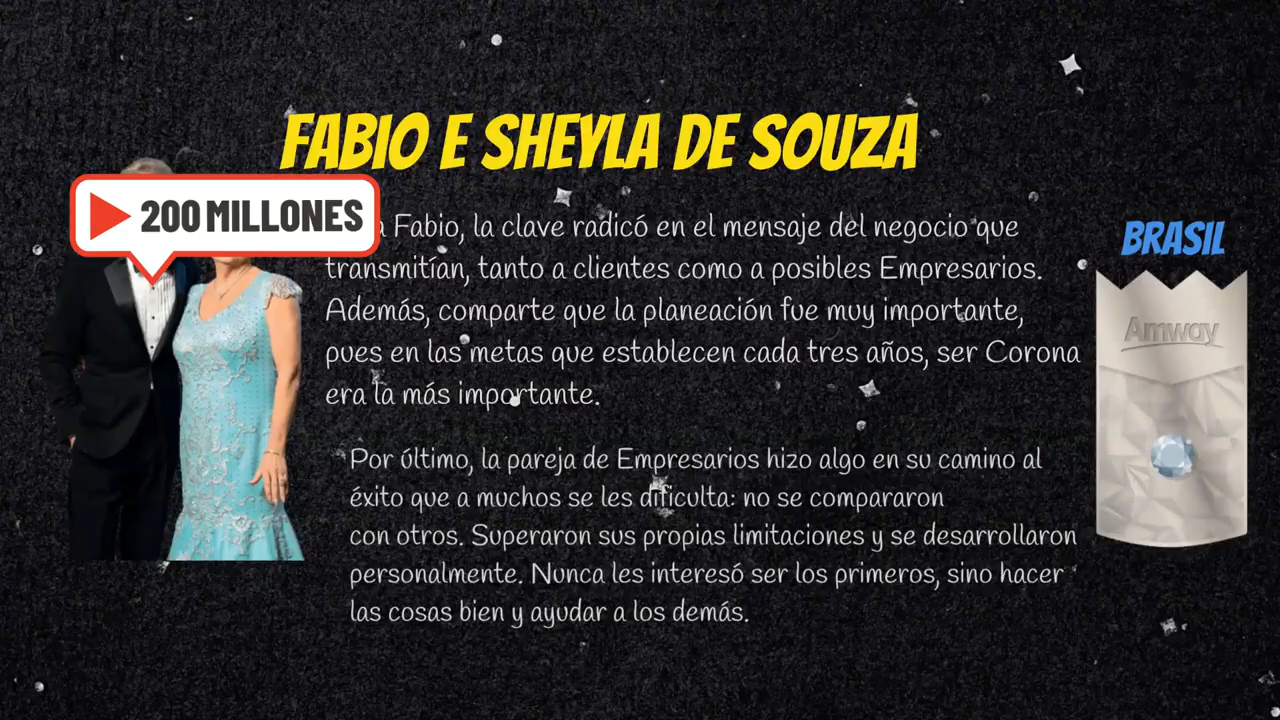 FABIO E SHEYLA DE SOUZA
200 MILLONES
a Fabio, la clave radicó en el mensaje del negocio que
transmitían, tanto a clientes como a posibles Empresarios.
Además, comparte que la planeación fue muy importante,
pues en las metas que establecen cada tres años, ser Corona
era la más importante.
BRASIL
Amway
Por último, la pareja de Empresarios hizo algo en su camino al
éxito que a muchos se les dificulta: no se compararon
con otros. Superaron sus propias limitaciones y se desarrollaron
personalmente. Nunca les interesó ser los primeros, sino hacer
las cosas bien y ayudar a los demás.